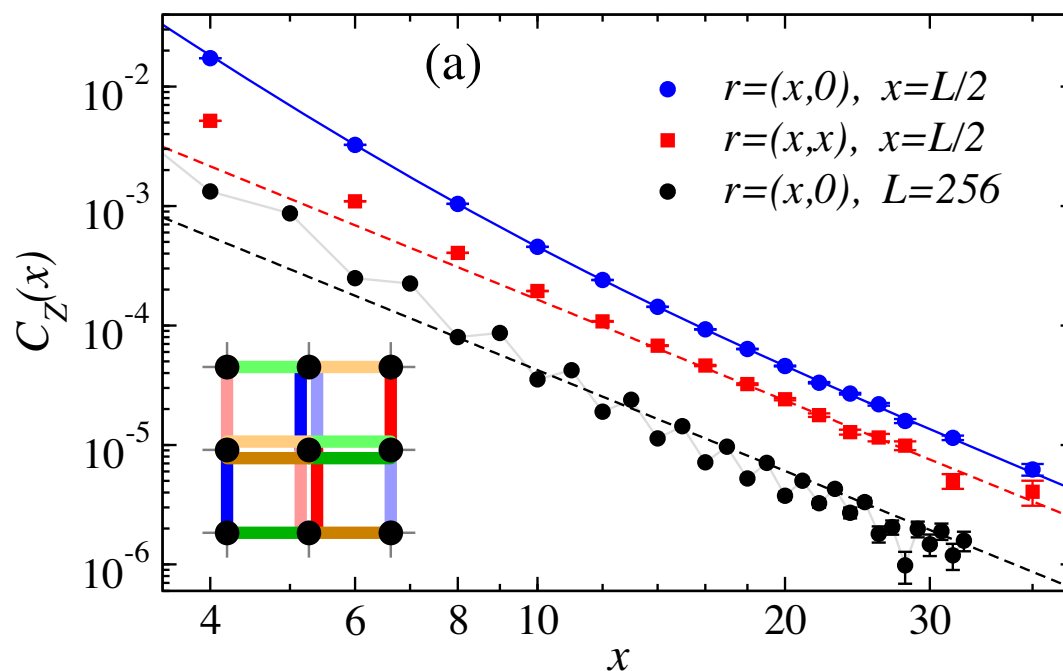 (a)
r=(x,0), x=L/2
r=(x,x), x=L/2
r=(x,0), L=256
C_Z(x)
10^{-2}
10^{-3}
10^{-4}
10^{-5}
10^{-6}
4 6 8 10 20 30
x